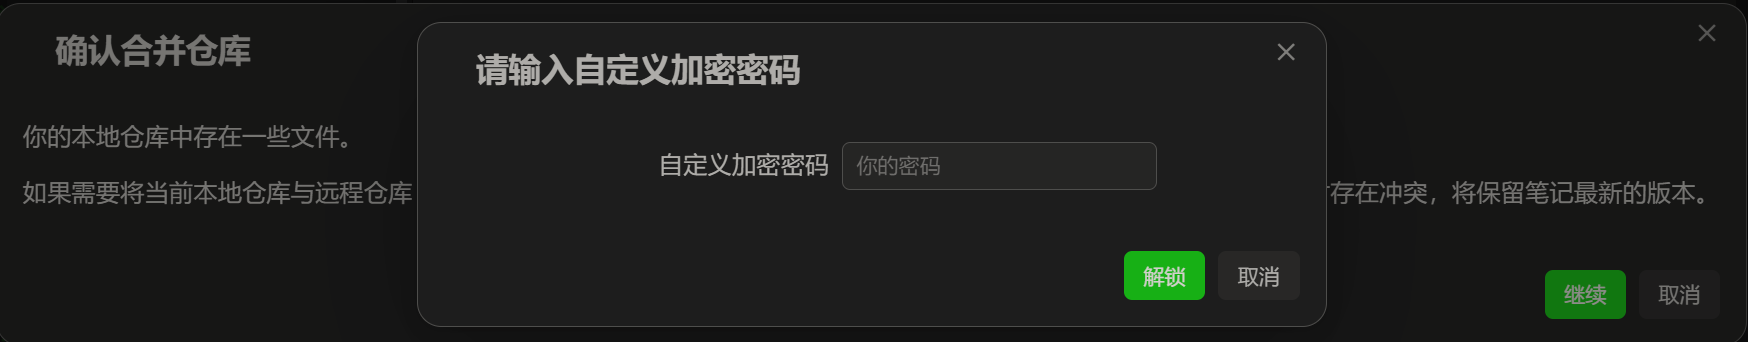 确认合并仓库
你的本地仓库中存在一些文件。
如果需要将当前本地仓库与远程仓库
存在冲突，将保留笔记最新的版本。
继续
取消
请输入自定义加密密码
自定义加密密码
你的密码
解锁
取消